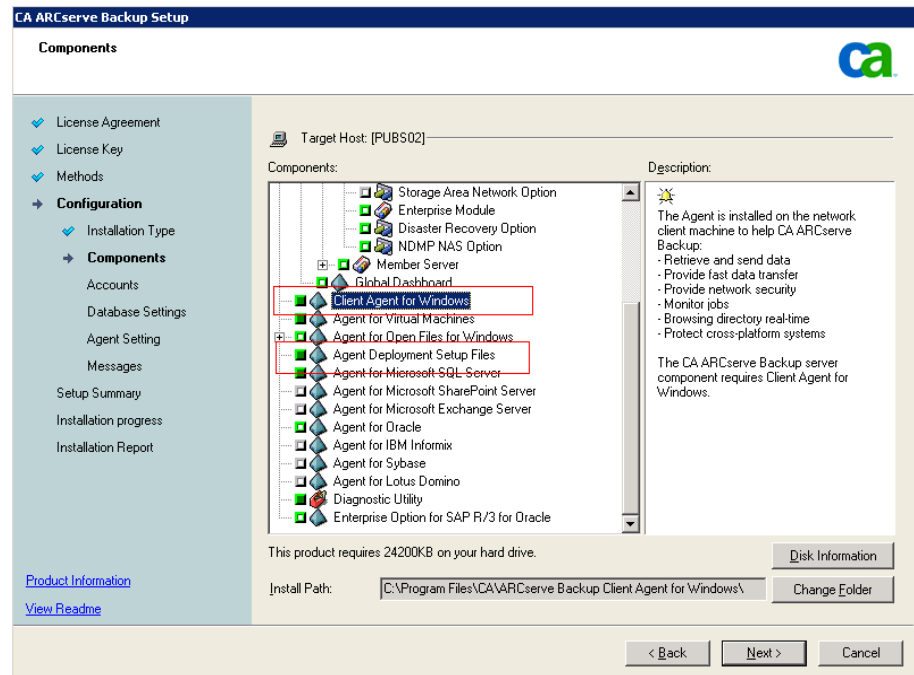 CA ARCserve Backup Setup
Components
ca
License Agreement
License Key
Methods
Configuration
Installation Type
Components
Accounts
Database Settings
Agent Setting
Messages
Setup Summary
Installation progress
Installation Report
Product Information
View Readme
Target Host: [PUBS02]
Components:
Storage Area Network Option
Enterprise Module
Disaster Recovery Option
NDMP NAS Option
Member Server
Global Dashboard
Client Agent for Windows
Agent for Virtual Machines
Agent for Open Files for Windows
Agent Deployment Setup Files
Agent for Microsoft SQL Server
Agent for Microsoft SharePoint Server
Agent for Microsoft Exchange Server
Agent for Oracle
Agent for IBM Informix
Agent for Sybase
Agent for Lotus Domino
Diagnostic Utility
Enterprise Option for SAP R/3 for Oracle
Description:
The Agent is installed on the network
client machine to help CA ARCserve
Backup:
- Retrieve and send data
- Provide fast data transfer
- Provide network security
- Monitor jobs
- Browsing directory real-time
- Protect cross-platform systems
The CA ARCserve Backup server
component requires Client Agent for
Windows.
This product requires 24200KB on your hard drive.
Disk Information
Install Path:
C:\Program Files\CA\ARCserve Backup Client Agent for Windows\
Change Folder
< Back
Next >
Cancel